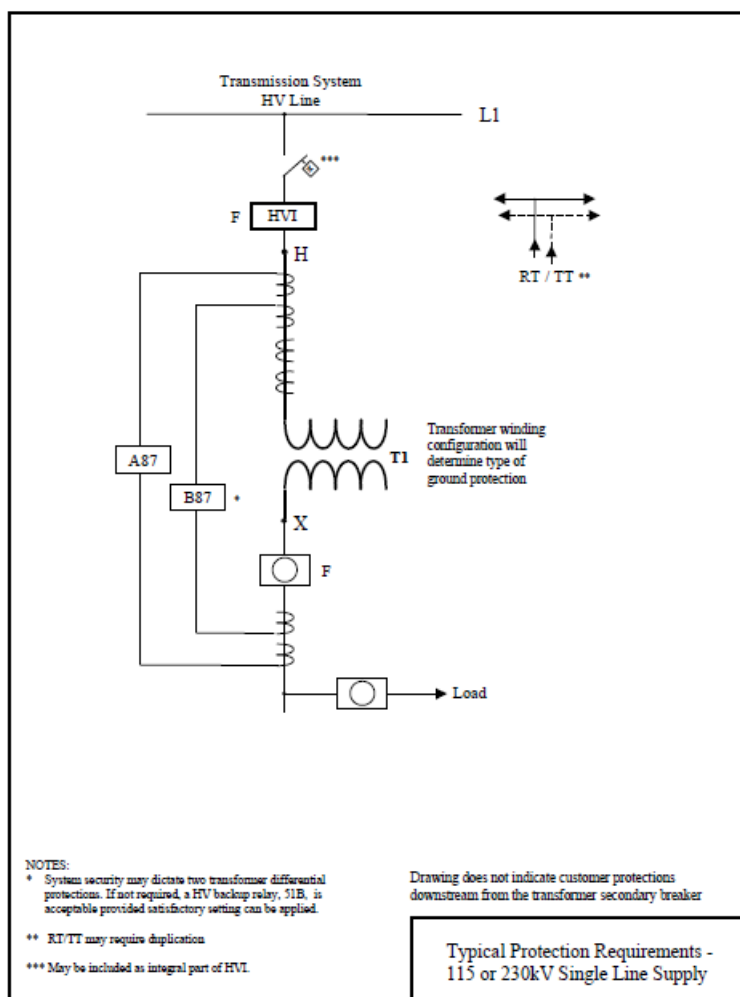 Transmission System
HV Line
L1
***
F
HVI
H
RT / TT **
A87
B87
*
T1
Transformer winding
configuration will
determine type of
ground protection
X
F
Load
NOTES:
* System security may dictate two transformer differential
protections. If not required, a HV backup relay, 51B, is
acceptable provided satisfactory setting can be applied.
** RT/TT may require duplication
*** May be included as integral part of HVI.
Drawing does not indicate customer protections
downstream from the transformer secondary breaker
Typical Protection Requirements -
115 or 230kV Single Line Supply